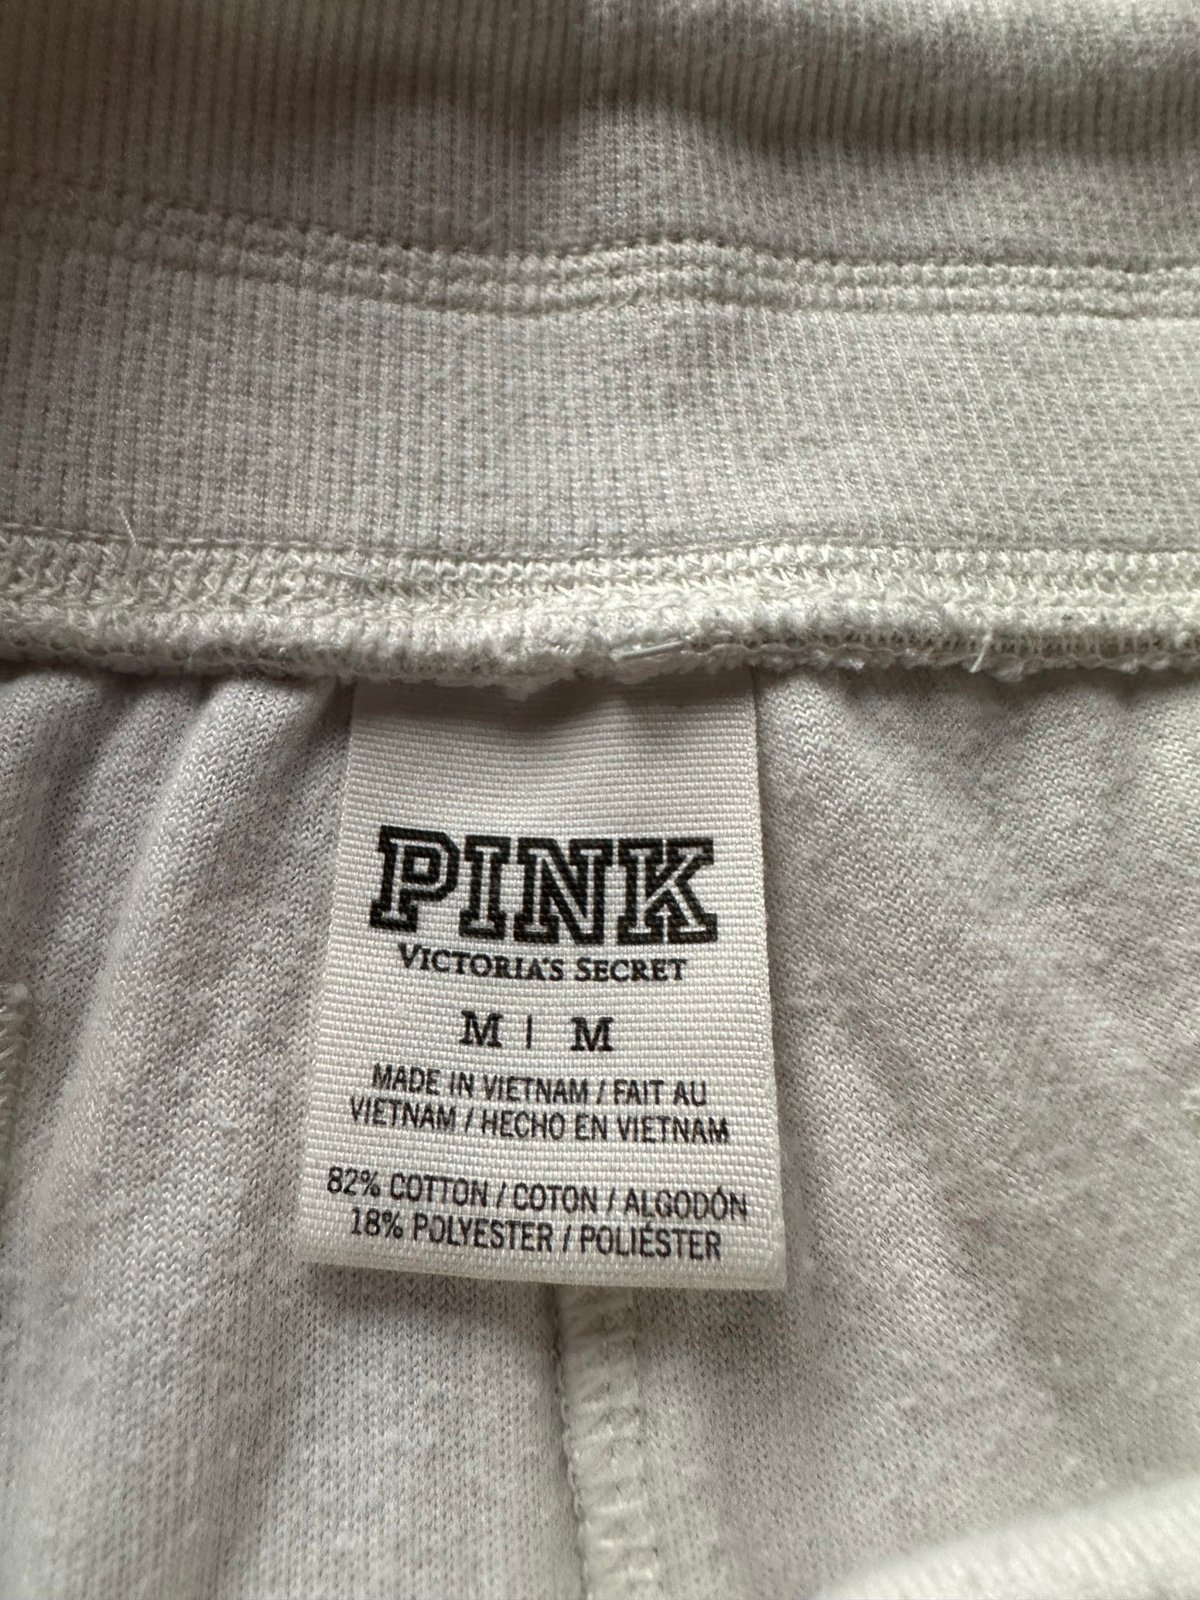 PINK
VICTORIA'S SECRET
M | M
MADE IN VIETNAM / FAIT AU
VIETNAM / HECHO EN VIETNAM
82% COTTON / COTON / ALGODÓN
18% POLYESTER / POLIÉSTER